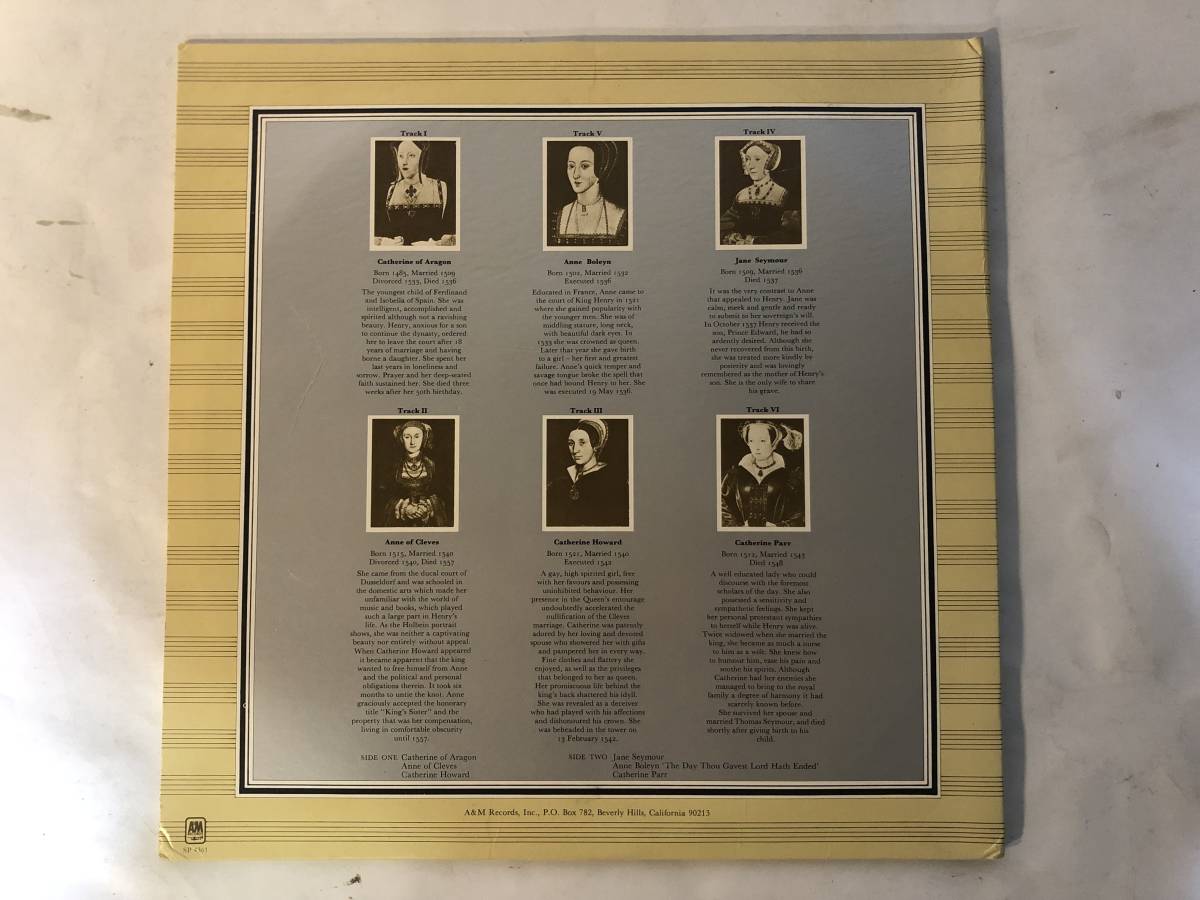 Track I
Catherine of Aragon
Born 1485, Married 1509
Divorced 1533, Died 1536
The youngest child of Ferdinand
and Isobella of Spain. She was
intelligent, accomplished and
spirited although not a ravishing
beauty. Henry, anxious for a son
to continue the dynasty, ordered
her to leave the court after 18
years of marriage and having
borne a daughter. She spent her
last years in loneliness and
sorrow. Prayer and her deep-seated
faith sustained her. She died three
weeks after her 50th birthday.
Track V
Anne Boleyn
Born 1502, Married 1532
Executed 1536
Educated in France, Anne came to
the court of King Henry in 1521
where she gained popularity with
the younger men. She was of
middling stature, long neck,
with beautiful dark eyes. In
1533 she was crowned as queen.
Later that year she gave birth
to a girl – her first and greatest
failure. Anne's quick temper and
savage tongue broke the spell that
once had bound Henry to her. She
was executed 19 May 1536.
Track IV
Jane Seymour
Born 1509, Married 1536
Died 1537
It was the very contrast to Anne
that appealed to Henry. Jane was
calm, meek and gentle and ready
to submit to her sovereign's will.
In October 1537 Henry received the
son, Prince Edward, he had so
ardently desired. Although she
never recovered from this birth,
she was treated more kindly by
posterity and was lovingly
remembered as the mother of Henry's
son. She is the only wife to share
his grave.
Track II
Anne of Cleves
Born 1515, Married 1540
Divorced 1540, Died 1557
She came from the ducal court of
Dusseldorf and was schooled in
the domestic arts which made her
unfamiliar with the world of
music and books, which played
such a large part in Henry's
life. As the Holbein portrait
shows, she was neither a captivating
beauty nor entirely without appeal.
When Catherine Howard appeared
it became apparent that the king
wanted to free himself from Anne
and the political and personal
obligations therein. It took six
months to untie the knot. Anne
graciously accepted the honorary
title "King's Sister" and the
property that was her compensation,
living in comfortable obscurity
until 1557.
Track III
Catherine Howard
Born 1521, Married 1540
Executed 1542
A gay, high spirited girl, free
with her favours and possessing
uninhibited behaviour. Her
presence in the Queen's entourage
undoubtedly accelerated the
nullification of the Cleves
marriage. Catherine was patently
adored by her loving and devoted
spouse who showered her with gifts
and pampered her in every way.
Fine clothes and flattery she
enjoyed, as well as the privileges
that belonged to her as queen.
Her promiscuous life behind the
king's back shattered his idyll.
She was revealed as a deceiver
who had played with his affections
and dishonoured his crown. She
was beheaded in the tower on
13 February 1542.
Track VI
Catherine Parr
Born 1512, Married 1543
Died 1548
A well educated lady who could
discourse with the foremost
scholars of the day. She also
possessed a sensitivity and
sympathetic feelings. She kept
her personal protestant sympathies
to herself while Henry was alive.
Twice widowed when she married the
king, she became as much a nurse
to him as a wife. She knew how
to humour him, ease his pain and
soothe his spirits. Although
Catherine had her enemies she
managed to bring to the royal
family a degree of harmony it had
scarcely known before.
She survived her spouse and
married Thomas Seymour, and died
shortly after giving birth to his
child.
SIDE ONE Catherine of Aragon
Anne of Cleves
Catherine Howard
SIDE TWO Jane Seymour
Anne Boleyn 'The Day Thou Gavest Lord Hath Ended'
Catherine Parr
A&M Records, Inc., P.O. Box 782, Beverly Hills, California 90213
A&M
SP 4361